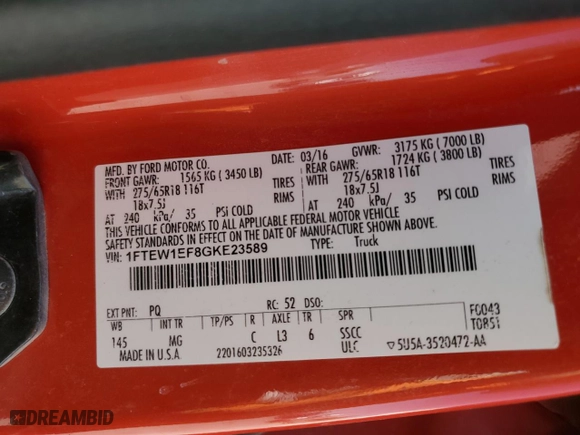 MFD. BY FORD MOTOR CO.
DATE: 03/16 GVWR: 3175 KG ( 7000 LB)
FRONT GAWR: 1565 KG ( 3450 LB) REAR GAWR: 1724 KG ( 3800 LB)
WITH 275/65R18 116T TIRES WITH 275/65R18 116T TIRES
18x7.5J RIMS 18x7.5J RIMS
AT 240 kPa/ 35 PSI COLD AT 240 kPa/ 35 PSI COLD
THIS VEHICLE CONFORMS TO ALL APPLICABLE FEDERAL MOTOR VEHICLE
SAFETY, BUMPER, AND THEFT PREVENTION STANDARDS IN EFFECT ON THE DATE OF MANUFACTURE SHOWN ABOVE.
VIN: 1FTEW1EF8GKE23589 TYPE: Truck
EXT PNT: PQ RC: 52 DSO: F0043
WB INT TR TP/PS R AXLE TR SPR T0851
145 MG C L3 6 SSCC
MADE IN U.S.A. 2201603235326 ULC ▽5U5A-3520472-AA
DREAMBID